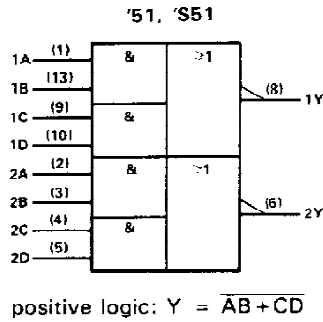 '51, 'S51
1A (1) & ≥1
1B (13)
(8) 1Y
1C (9) &
1D (10)
2A (2) & ≥1
2B (3)
(6) 2Y
2C (4) &
2D (5)
positive logic: Y = \overline{AB + CD}